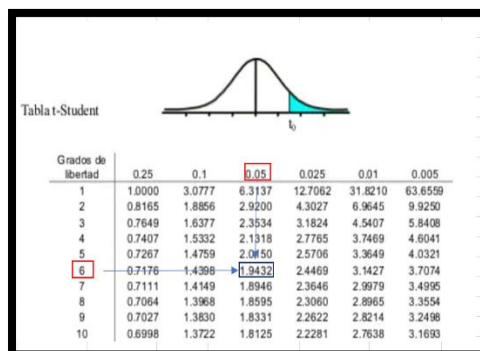 Tabla t-Student
t0
Grados de
libertad 0.25 0.1 0.05 0.025 0.01 0.005
1 1.0000 3.0777 6.3137 12.7062 31.8210 63.6559
2 0.8165 1.8856 2.9200 4.3027 6.9645 9.9250
3 0.7649 1.6377 2.3534 3.1824 4.5407 5.8408
4 0.7407 1.5332 2.1318 2.7765 3.7469 4.6041
5 0.7267 1.4759 2.0150 2.5706 3.3649 4.0321
6 0.7176 1.4398 1.9432 2.4469 3.1427 3.7074
7 0.7111 1.4149 1.8946 2.3646 2.9979 3.4995
8 0.7064 1.3968 1.8595 2.3060 2.8965 3.3554
9 0.7027 1.3830 1.8331 2.2622 2.8214 3.2498
10 0.6998 1.3722 1.8125 2.2281 2.7638 3.1693